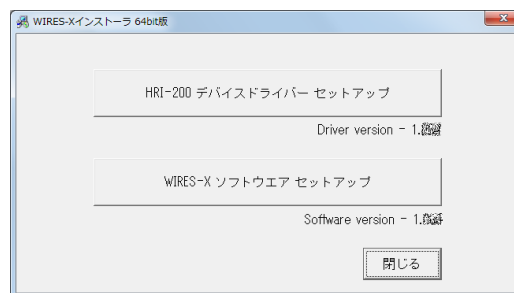 WIRES-Xインストーラ 64bit版
HRI-200 デバイスドライバー セットアップ
Driver version - 1.
WIRES-X ソフトウエア セットアップ
Software version - 1.
閉じる